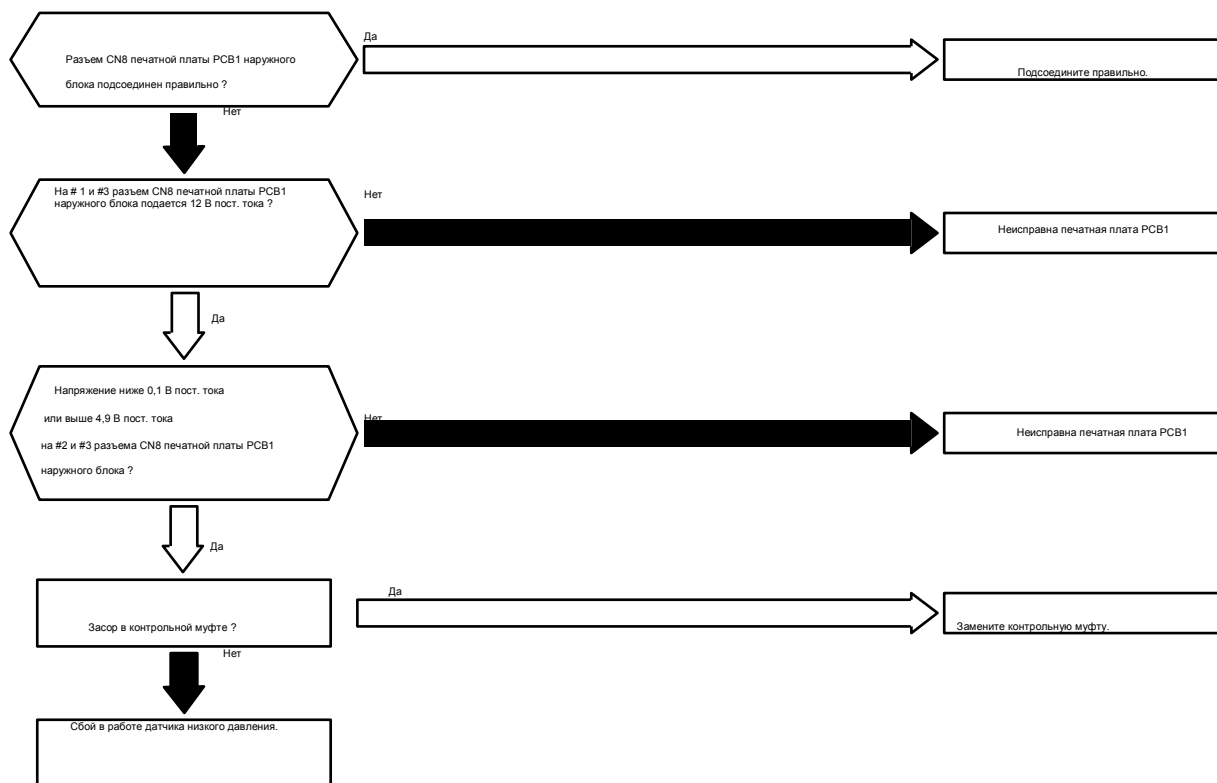 Да
Разъем CN8 печатной платы PCB1 наружного
блока подсоединен правильно ?
Подсоедините правильно.
Нет
На # 1 и #3 разъем CN8 печатной платы PCB1
наружного блока подается 12 В пост. тока ?
Нет
Неисправна печатная плата PCB1
Да
Напряжение ниже 0,1 В пост. тока
или выше 4,9 В пост. тока
на #2 и #3 разъема CN8 печатной платы PCB1
наружного блока ?
Нет
Неисправна печатная плата PCB1
Да
Засор в контрольной муфте ?
Да
Замените контрольную муфту.
Нет
Сбой в работе датчика низкого давления.